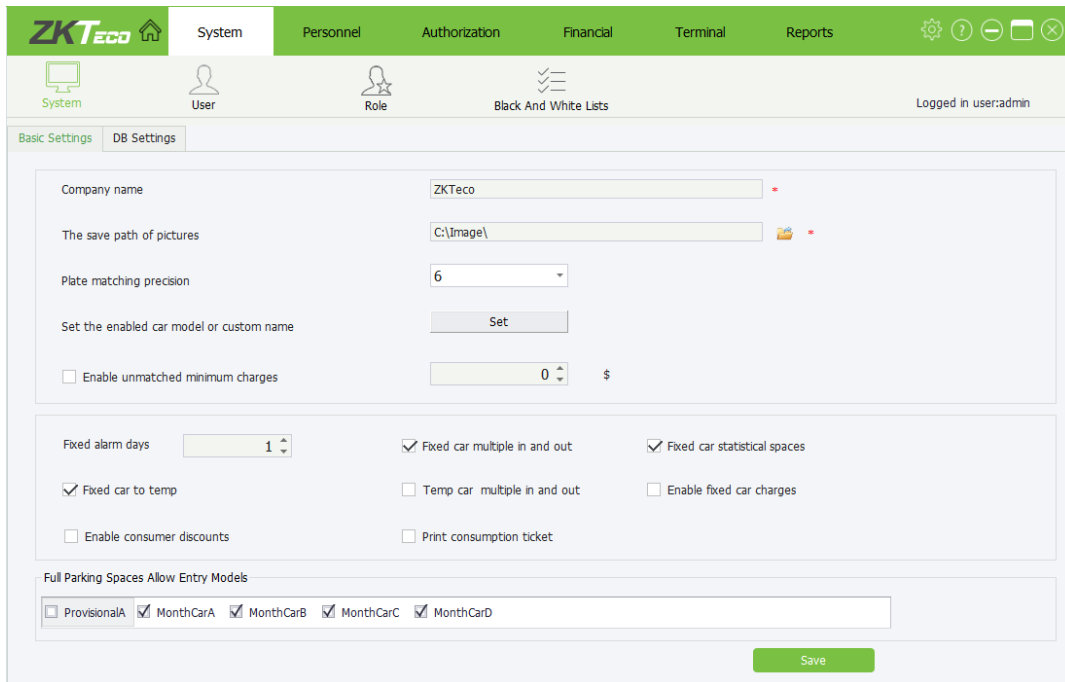 ZKTeco System Personnel Authorization Financial Terminal Reports ?
System User Role Black And White Lists Logged in user:admin
Basic Settings DB Settings
Company name ZKTeco *
The save path of pictures C:\Image\ *
Plate matching precision 6
Set the enabled car model or custom name Set
Enable unmatched minimum charges 0 $
Fixed alarm days 1 Fixed car multiple in and out Fixed car statistical spaces
Fixed car to temp Temp car multiple in and out Enable fixed car charges
Enable consumer discounts Print consumption ticket
Full Parking Spaces Allow Entry Models
ProvisionalA MonthCarA MonthCarB MonthCarC MonthCarD
Save